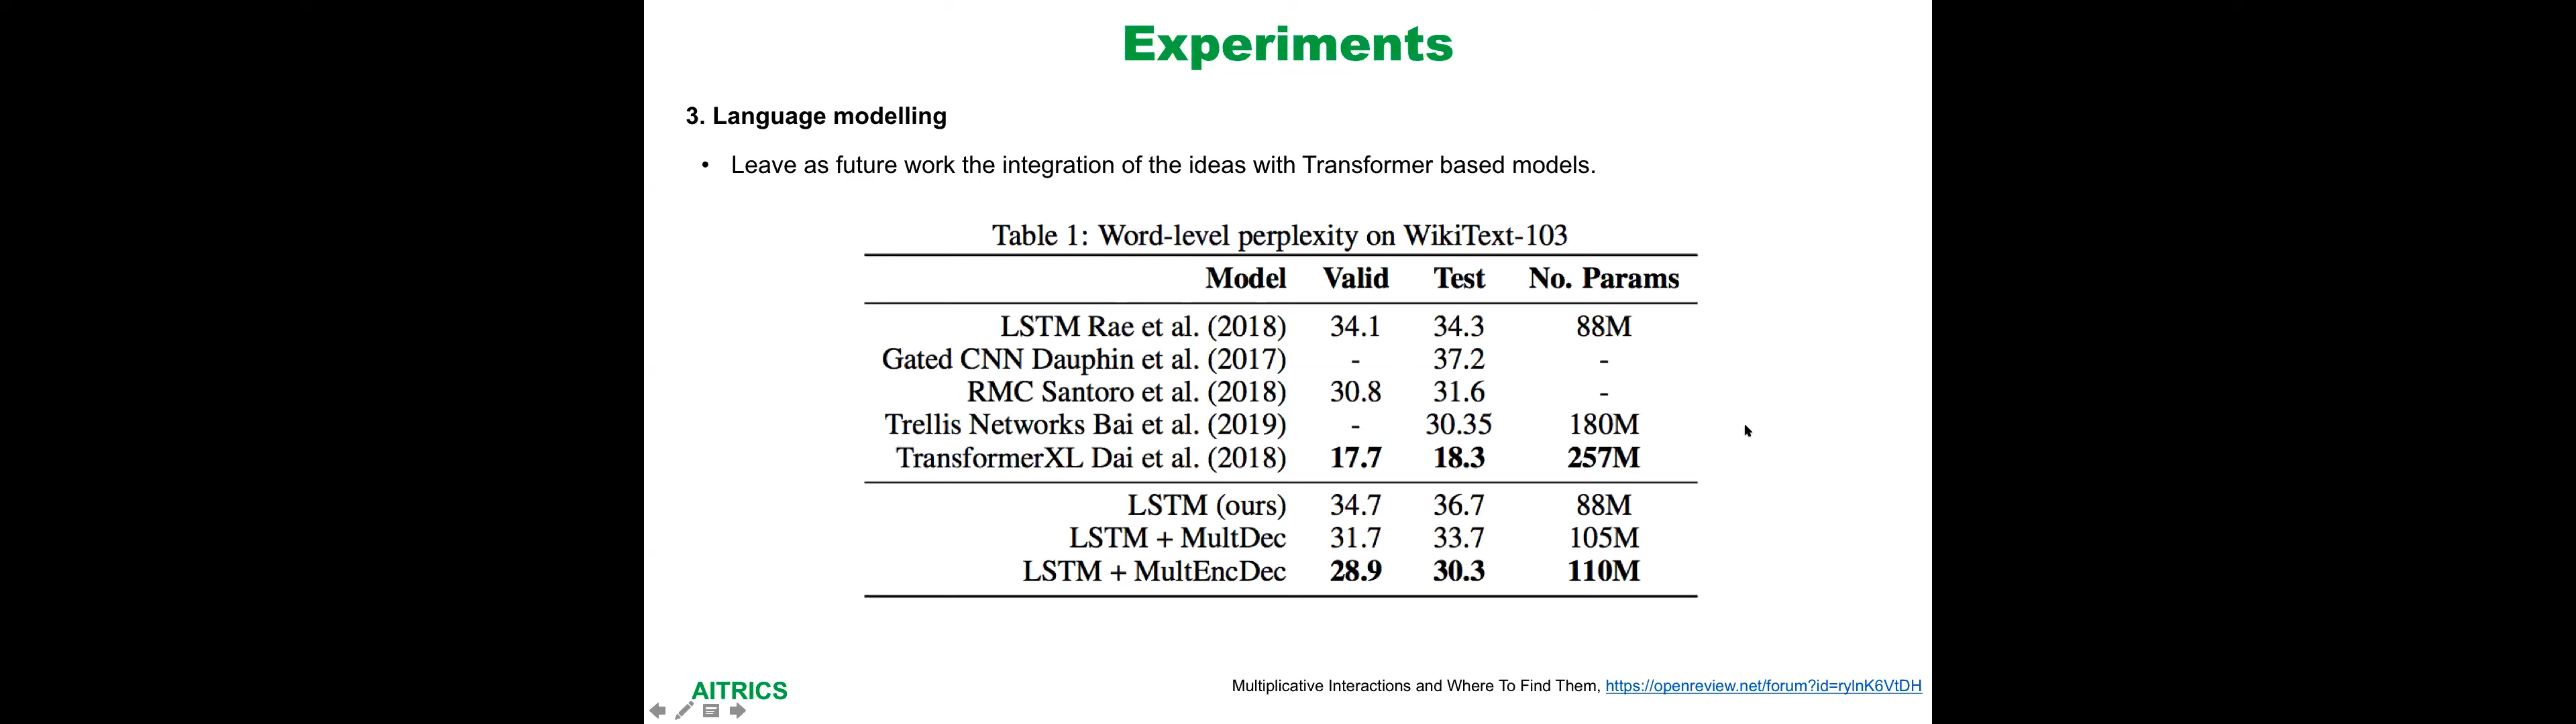 Experiments
3. Language modelling
• Leave as future work the integration of the ideas with Transformer based models.
Table 1: Word-level perplexity on WikiText-103
Model Valid Test No. Params
LSTM Rae et al. (2018) 34.1 34.3 88M
Gated CNN Dauphin et al. (2017) - 37.2 -
RMC Santoro et al. (2018) 30.8 31.6 -
Trellis Networks Bai et al. (2019) - 30.35 180M
TransformerXL Dai et al. (2018) 17.7 18.3 257M
LSTM (ours) 34.7 36.7 88M
LSTM + MultDec 31.7 33.7 105M
LSTM + MultEncDec 28.9 30.3 110M
AITRICS
Multiplicative Interactions and Where To Find Them, https://openreview.net/forum?id=rylnK6VtDH